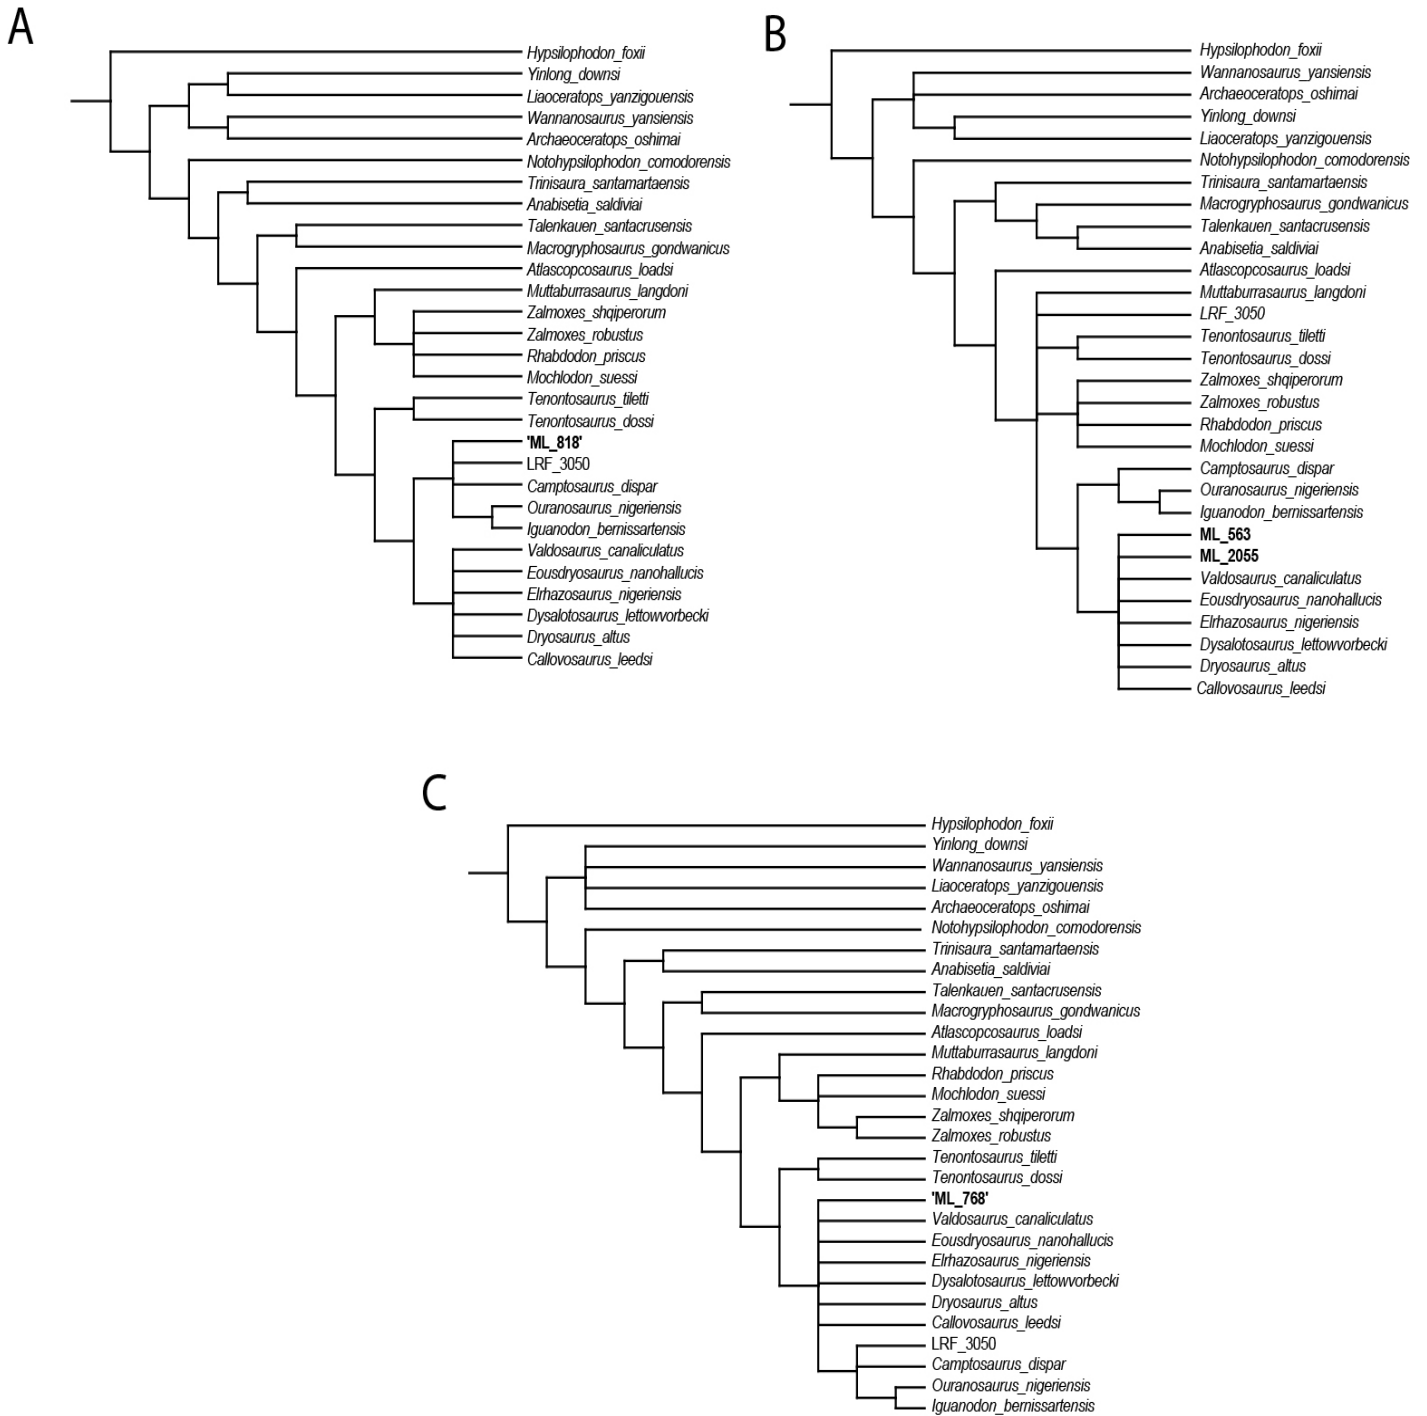 A
Hypsilophodon_foxii
Yinlong_downsi
Liaoceratops_yanzigouensis
Wannanosaurus_yansiensis
Archaeoceratops_oshimai
Notohypsilophodon_comodorensis
Trinisaura_santamartaensis
Anabisetia_saldiviai
Talenkauen_santacrusensis
Macrogryphosaurus_gondwanicus
Atlascopcosaurus_loadsi
Muttaburrasaurus_langdoni
Zalmoxes_shqiperorum
Zalmoxes_robustus
Rhabdodon_priscus
Mochlodon_suessi
Tenontosaurus_tiletti
Tenontosaurus_dossi
'ML_818'
LRF_3050
Camptosaurus_dispar
Ouranosaurus_nigeriensis
Iguanodon_bernissartensis
Valdosaurus_canaliculatus
Eousdryosaurus_nanohallucis
Elrhazosaurus_nigeriensis
Dysalotosaurus_lettowvorbecki
Dryosaurus_altus
Callovosaurus_leedsi
B
Hypsilophodon_foxii
Wannanosaurus_yansiensis
Archaeoceratops_oshimai
Yinlong_downsi
Liaoceratops_yanzigouensis
Notohypsilophodon_comodorensis
Trinisaura_santamartaensis
Macrogryphosaurus_gondwanicus
Talenkauen_santacrusensis
Anabisetia_saldiviai
Atlascopcosaurus_loadsi
Muttaburrasaurus_langdoni
LRF_3050
Tenontosaurus_tiletti
Tenontosaurus_dossi
Zalmoxes_shqiperorum
Zalmoxes_robustus
Rhabdodon_priscus
Mochlodon_suessi
Camptosaurus_dispar
Ouranosaurus_nigeriensis
Iguanodon_bernissartensis
ML_563
ML_2055
Valdosaurus_canaliculatus
Eousdryosaurus_nanohallucis
Elrhazosaurus_nigeriensis
Dysalotosaurus_lettowvorbecki
Dryosaurus_altus
Callovosaurus_leedsi
C
Hypsilophodon_foxii
Yinlong_downsi
Wannanosaurus_yansiensis
Liaoceratops_yanzigouensis
Archaeoceratops_oshimai
Notohypsilophodon_comodorensis
Trinisaura_santamartaensis
Anabisetia_saldiviai
Talenkauen_santacrusensis
Macrogryphosaurus_gondwanicus
Atlascopcosaurus_loadsi
Muttaburrasaurus_langdoni
Rhabdodon_priscus
Mochlodon_suessi
Zalmoxes_shqiperorum
Zalmoxes_robustus
Tenontosaurus_tiletti
Tenontosaurus_dossi
'ML_768'
Valdosaurus_canaliculatus
Eousdryosaurus_nanohallucis
Elrhazosaurus_nigeriensis
Dysalotosaurus_lettowvorbecki
Dryosaurus_altus
Callovosaurus_leedsi
LRF_3050
Camptosaurus_dispar
Ouranosaurus_nigeriensis
Iguanodon_bernissartensis